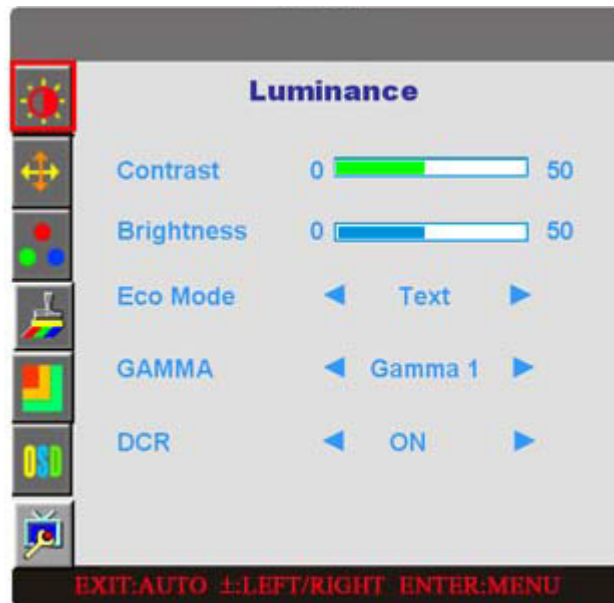 Luminance
Contrast 0 50
Brightness 0 50
Eco Mode Text
GAMMA Gamma 1
DCR ON
OSD
EXIT:AUTO ±:LEFT/RIGHT ENTER:MENU